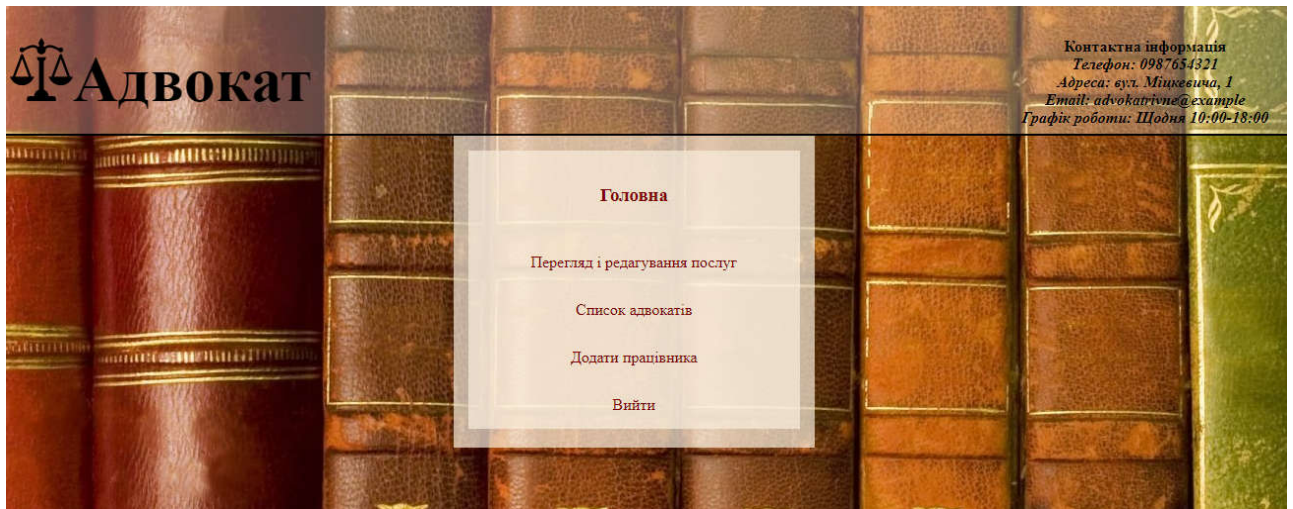 Адвокат
Контактна інформація
Телефон: 0987654321
Адреса: вул. Міцкевича, 1
Email: advokatrivne@example
Графік роботи: Щодня 10:00-18:00
Головна
Перегляд і редагування послуг
Список адвокатів
Додати працівника
Вийти